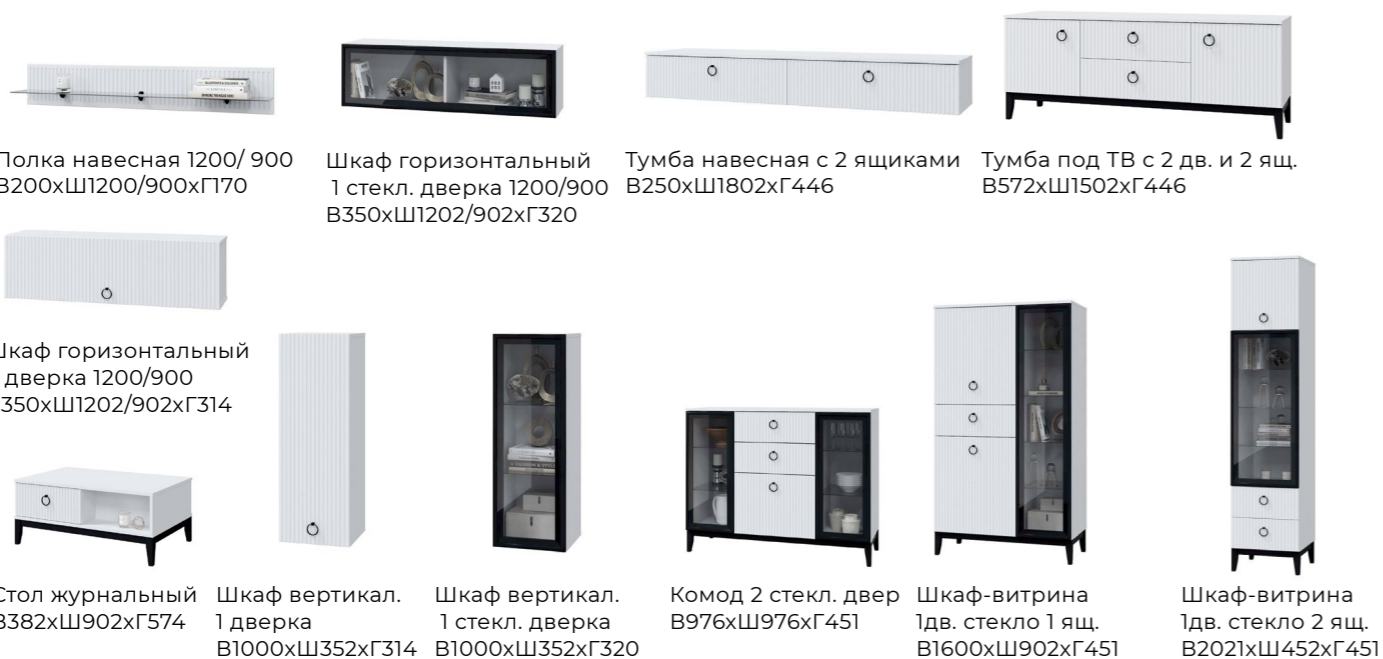 Полка навесная 1200/ 900
В200хШ1200/900хГ170
Шкаф горизонтальный
1 стекл. дверка 1200/900
В350хШ1202/902хГ320
Тумба навесная с 2 ящиками
В250хШ1802хГ446
Тумба под ТВ с 2 дв. и 2 ящ.
В572хШ1502хГ446
Шкаф горизонтальный
дверка 1200/900
350хШ1202/902хГ314
Стол журнальный
В382хШ902хГ574
Шкаф вертикал.
1 дверка
В1000хШ352хГ314
Шкаф вертикал.
1 стекл. дверка
В1000хШ352хГ320
Комод 2 стекл. двер
В976хШ976хГ451
Шкаф-витрина
1дв. стекло 1 ящ.
В1600хШ902хГ451
Шкаф-витрина
1дв. стекло 2 ящ.
В2021хШ452хГ451